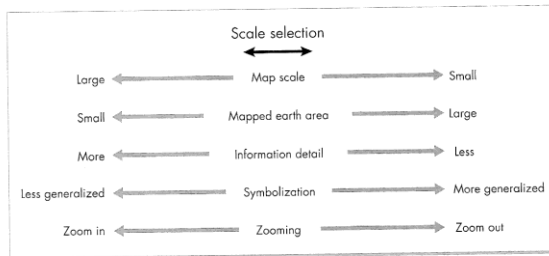 Scale selection
Large Map scale Small
Small Mapped earth area Large
More Information detail Less
Less generalized Symbolization More generalized
Zoom in Zooming Zoom out